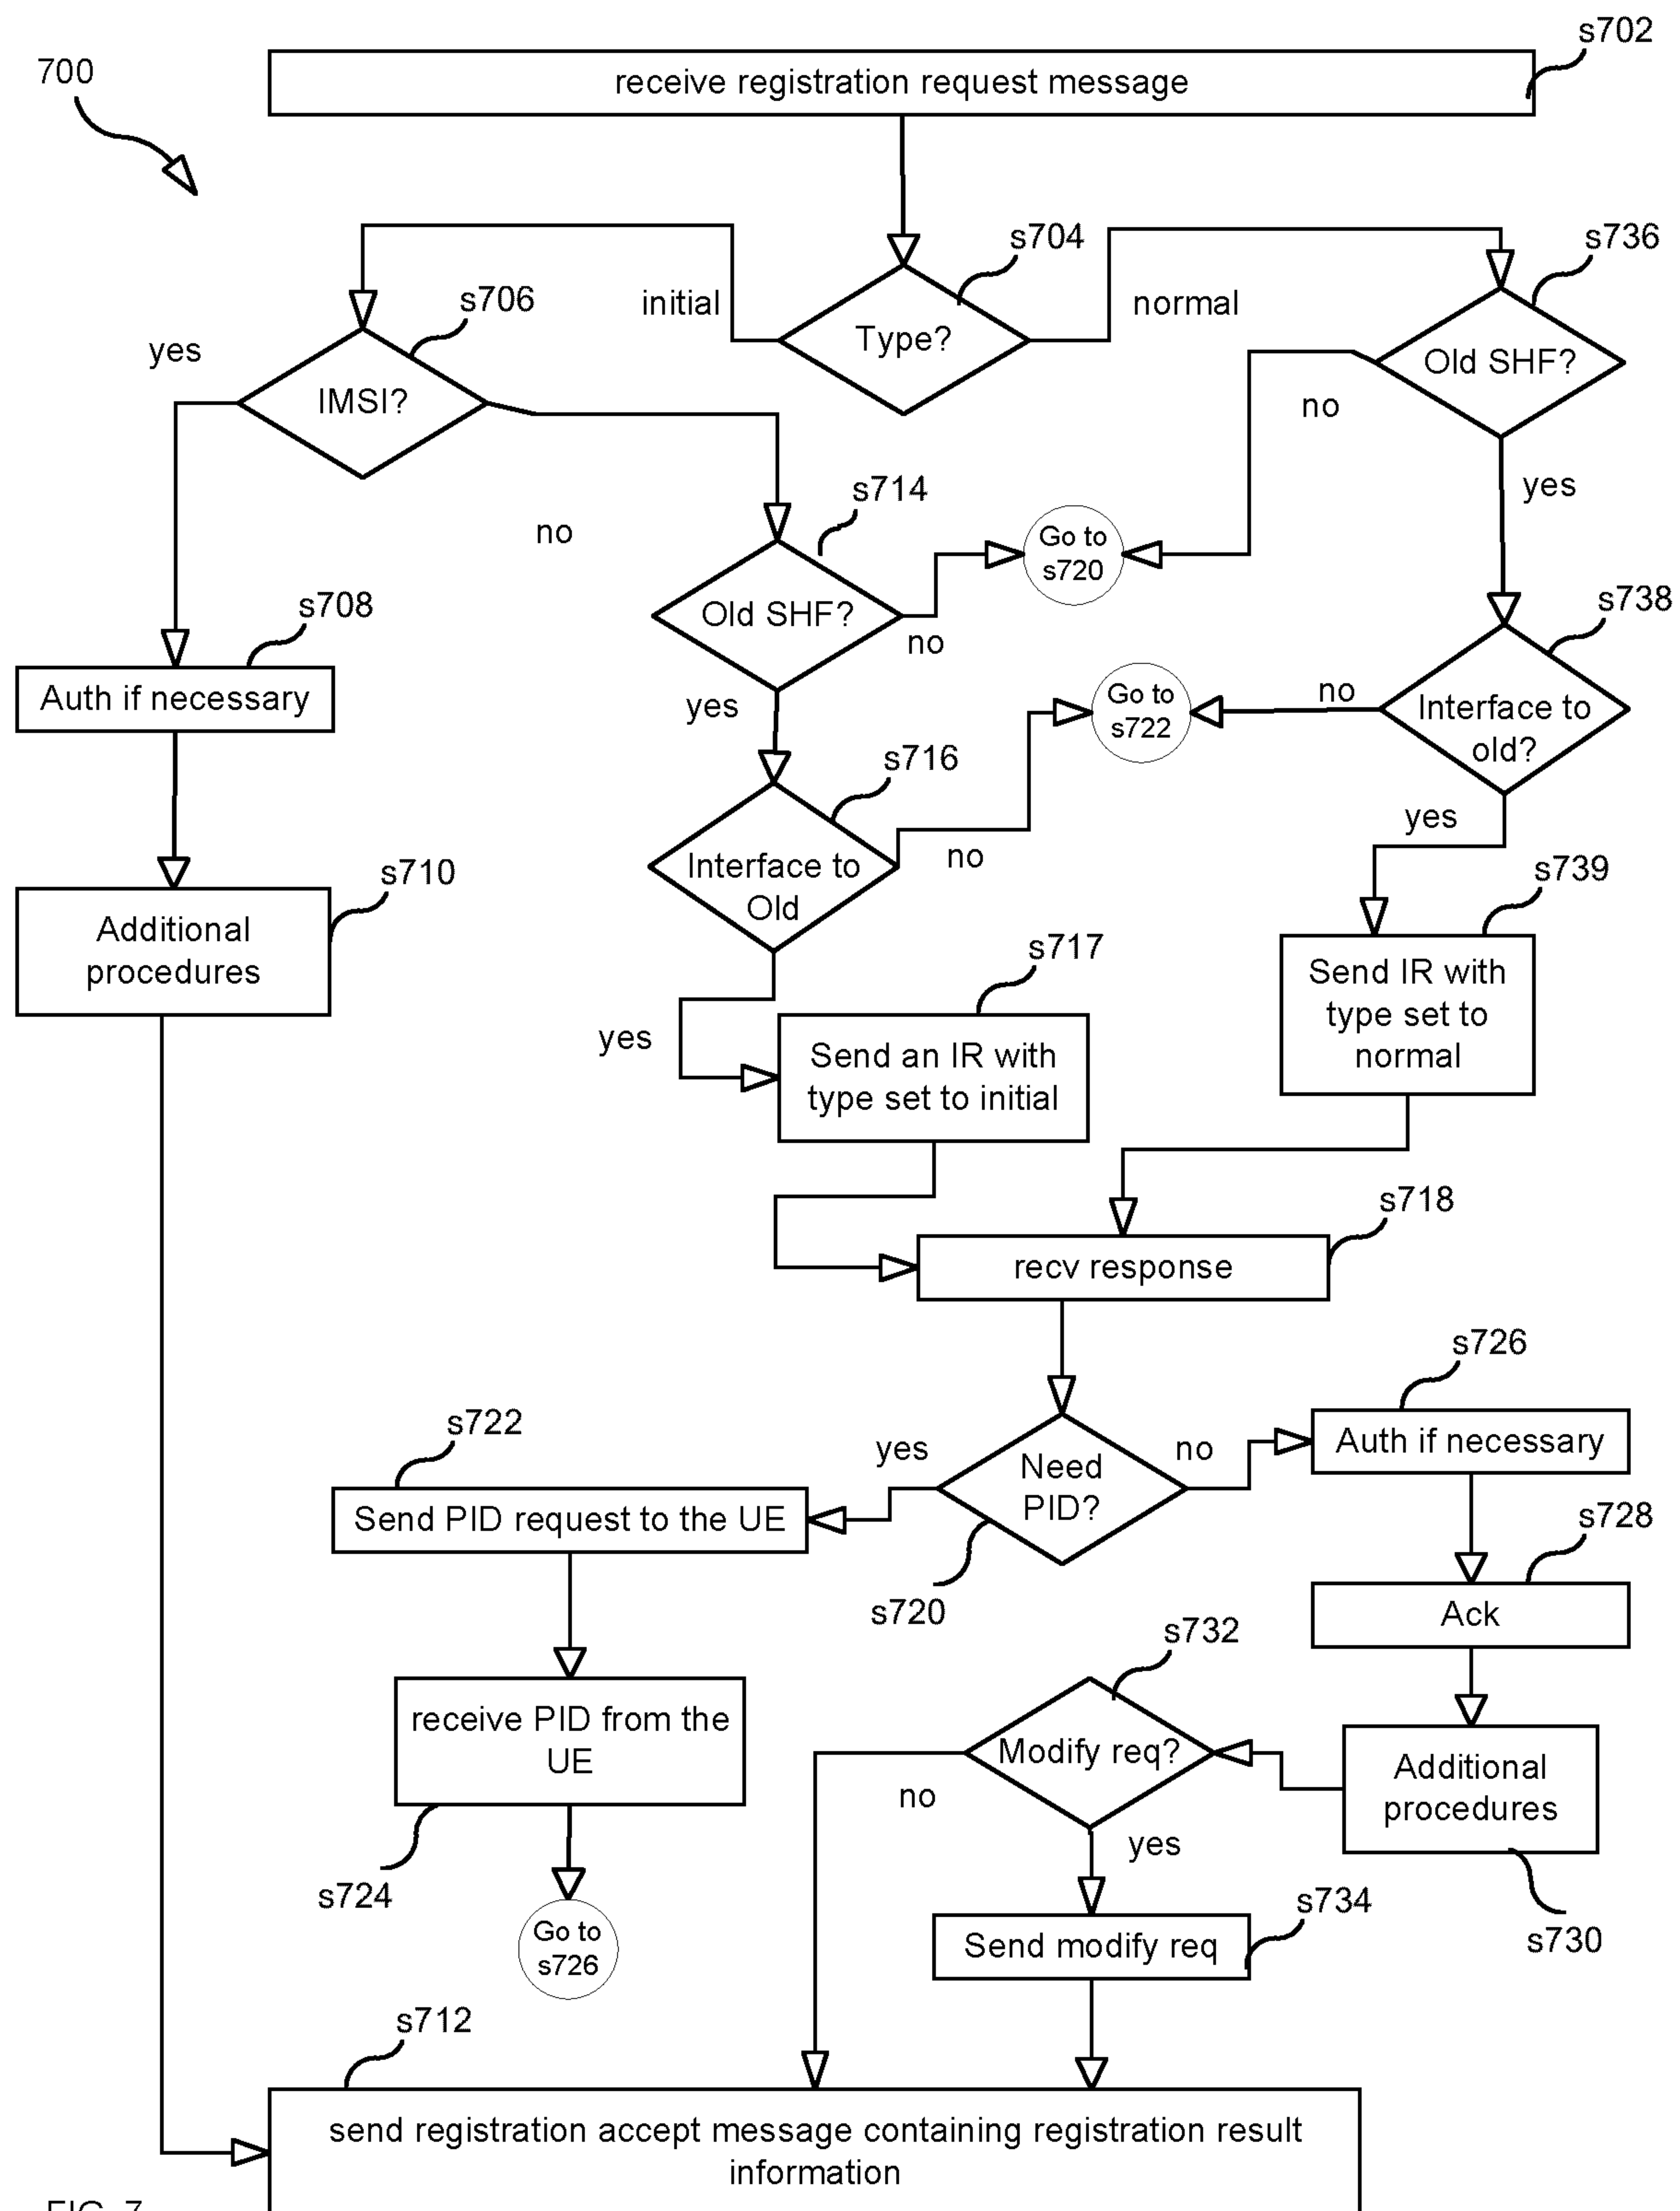 s702
700
receive registration request message
s704
s736
s706
initial
normal
yes
Type?
Old SHF?
IMSI?
no
yes
s714
no
Go to
s720
s708
Old SHF?
s738
no
Auth if necessary
yes
Go to
s722
no
Interface to
old?
s716
yes
s710
Interface to
Old
no
s739
Additional
procedures
s717
Send IR with
type set to
normal
yes
Send an IR with
type set to initial
s718
recv response
s726
s722
yes
no
Auth if necessary
Need
PID?
Send PID request to the UE
s728
s720
Ack
s732
receive PID from the
UE
Modify req?
Additional
procedures
no
yes
s724
s734
Go to
s726
Send modify req
s730
s712
send registration accept message containing registration result
information
FIG. 7